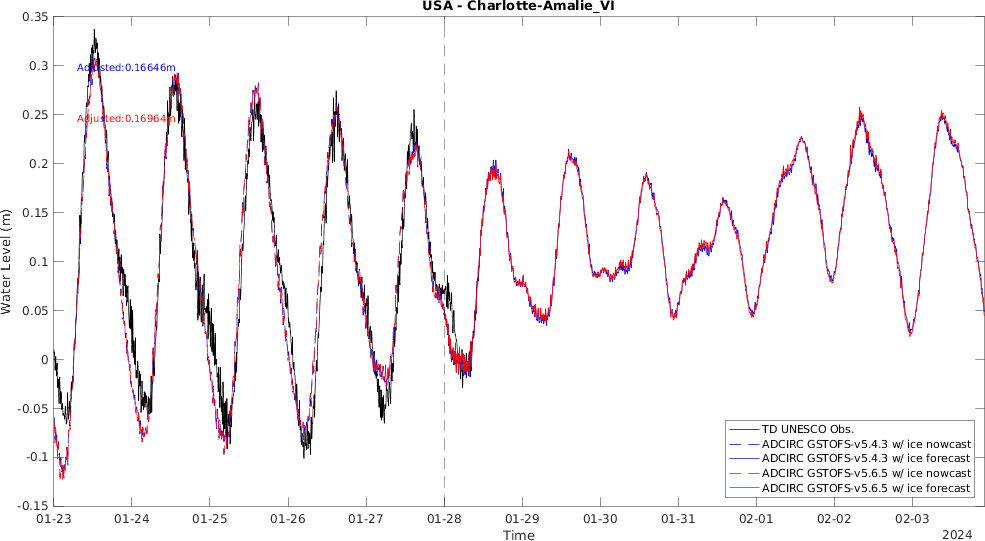 USA - Charlotte-Amalie_VI
0.35
0.3
0.25
0.2
0.15
0.1
0.05
0
-0.05
-0.1
-0.15
Water Level (m)
Adjusted:0.16646m
Adjusted:0.16964m
TD UNESCO Obs.
ADCIRC GSTOFS-v5.4.3 w/ ice nowcast
ADCIRC GSTOFS-v5.4.3 w/ ice forecast
ADCIRC GSTOFS-v5.6.5 w/ ice nowcast
ADCIRC GSTOFS-v5.6.5 w/ ice forecast
01-23 01-24 01-25 01-26 01-27 01-28 01-29 01-30 01-31 02-01 02-02 02-03
Time
2024